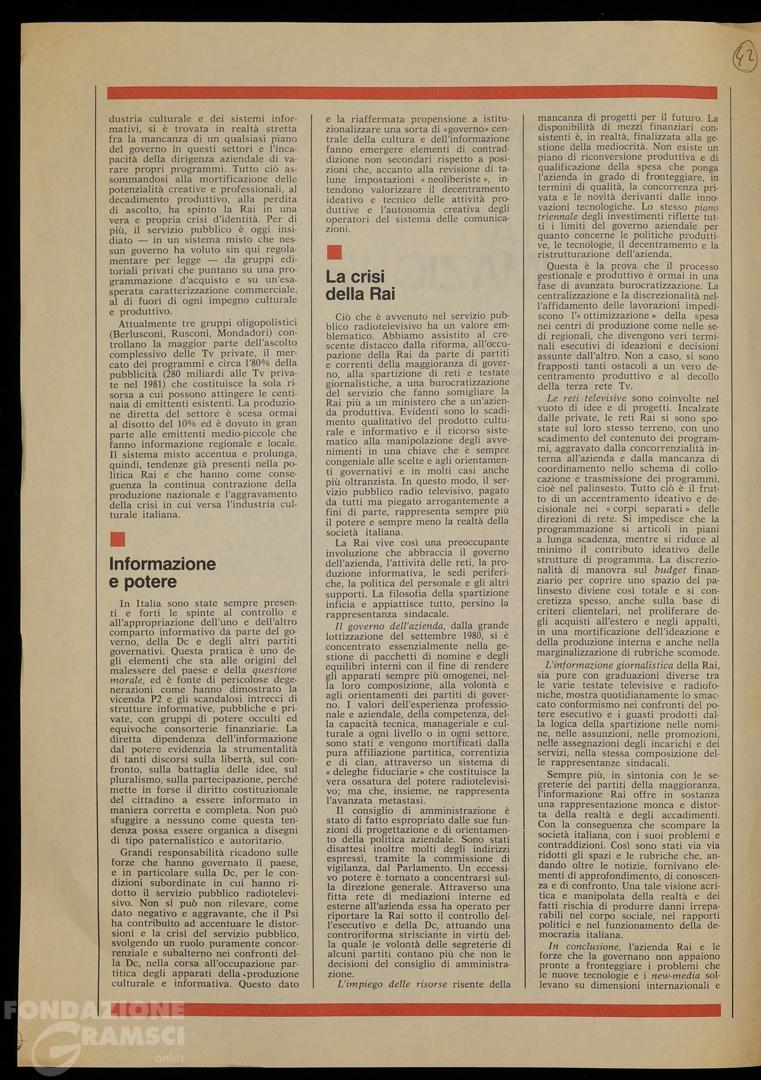 42
dustria culturale e dei sistemi infor-
mativi, si è trovata in realtà stretta
fra la mancanza di un qualsiasi piano
del governo in questi settori e l'inca-
pacità della dirigenza aziendale di va-
rare propri programmi. Tutto ciò as-
sommandosi alla mortificazione delle
potenzialità creative e professionali, al
decadimento produttivo, alla perdita
di ascolto, ha spinto la Rai in una
vera e propria crisi d'identità. Per di
più, il servizio pubblico è oggi insi-
diato — in un sistema misto che nes-
sun governo ha voluto sin qui regola-
mentare per legge — da gruppi edi-
toriali privati che puntano su una pro-
grammazione d'acquisto e su un'esa-
sperata caratterizzazione commerciale,
al di fuori di ogni impegno culturale
e produttivo.
Attualmente tre gruppi oligopolistici
(Berlusconi, Rusconi, Mondadori) con-
trollano la maggior parte dell'ascolto
complessivo delle Tv private, il mer-
cato dei programmi e circa l'80% della
pubblicità (280 miliardi alle Tv priva-
te nel 1981) che costituisce la sola ri-
sorsa a cui possono attingere le centi-
naia di emittenti esistenti. La produzio-
ne diretta del settore è scesa ormai
al disotto del 10% ed è dovuto in gran
parte alle emittenti medio-piccole che
fanno informazione regionale e locale.
Il sistema misto accentua e prolunga,
quindi, tendenze già presenti nella po-
litica Rai e che hanno come conse-
guenza la continua contrazione della
produzione nazionale e l'aggravamento
della crisi in cui versa l'industria cul-
turale italiana.
Informazione
e potere
In Italia sono state sempre presen-
ti e forti le spinte al controllo e
all'appropriazione dell'uno e dell'altro
comparto informativo da parte del go-
verno, della Dc e degli altri partiti
governativi. Questa pratica è uno de-
gli elementi che sta alle origini del
malessere del paese e della questione
morale, ed è fonte di pericolose dege-
nerazioni come hanno dimostrato la
vicenda P2 e gli scandalosi intrecci di
strutture informative, pubbliche e pri-
vate, con gruppi di potere occulti ed
equivoche consorterie finanziarie. La
diretta dipendenza dell'informazione
dal potere evidenzia la strumentalità
di tanti discorsi sulla libertà, sul con-
fronto, sulla battaglia delle idee, sul
pluralismo, sulla partecipazione, perché
mette in forse il diritto costituzionale
del cittadino a essere informato in
maniera corretta e completa. Non può
sfuggire a nessuno come questa ten-
denza possa essere organica a disegni
di tipo paternalistico e autoritario.
Grandi responsabilità ricadono sulle
forze che hanno governato il paese,
e in particolare sulla Dc, per le con-
dizioni subordinate in cui hanno ri-
dotto il servizio pubblico radiotelevi-
sivo. Non si può non rilevare, come
dato negativo e aggravante, che il Psi
ha contribuito ad accentuare le distor-
sioni e la crisi del servizio pubblico,
svolgendo un ruolo puramente concor-
renziale e subalterno nei confronti del-
la Dc, nella corsa all'occupazione par-
titica degli apparati della produzione
culturale e informativa. Questo dato
e la riaffermata propensione a istitu-
zionalizzare una sorta di «governo» cen-
trale della cultura e dell'informazione
fanno emergere elementi di contrad-
dizione non secondari rispetto a posi-
zioni che, accanto alla revisione di ta-
lune impostazioni « neoliberiste », in-
tendono valorizzare il decentramento
ideativo e tecnico delle attività pro-
duttive e l'autonomia creativa degli
operatori del sistema delle comunica-
zioni.
La crisi
della Rai
Ciò che è avvenuto nel servizio pub-
blico radiotelevisivo ha un valore em-
blematico. Abbiamo assistito al cre-
scente distacco dalla riforma, all'occu-
pazione della Rai da parte di partiti
e correnti della maggioranza di gover-
no, alla spartizione di reti e testate
giornalistiche, a una burocratizzazione
del servizio che fanno somigliare la
Rai più a un ministero che a un'azien-
da produttiva. Evidenti sono lo scadi-
mento qualitativo del prodotto cultu-
rale e informativo e il ricorso siste-
matico alla manipolazione degli avve-
nimenti in una chiave che è sempre
congeniale alle scelte e agli orientamen-
ti governativi e in molti casi anche
più oltranzista. In questo modo, il ser-
vizio pubblico radio televisivo, pagato
da tutti ma piegato arrogantemente a
fini di parte, rappresenta sempre più
il potere e sempre meno la realtà della
società italiana.
La Rai vive così una preoccupante
involuzione che abbraccia il governo
dell'azienda, l'attività delle reti, la pro-
duzione informativa, le sedi periferi-
che, la politica del personale e gli altri
supporti. La filosofia della spartizione
inficia e appiattisce tutto, persino la
rappresentanza sindacale.
Il governo dell'azienda, dalla grande
lottizzazione del settembre 1980, si è
concentrato essenzialmente nella ge-
stione di pacchetti di nomine e degli
equilibri interni con il fine di rendere
gli apparati sempre più omogenei, nel-
la loro composizione, alla volontà e
agli orientamenti dei partiti di gover-
no. I valori dell'esperienza professio-
nale e aziendale, della competenza, del-
la capacità tecnica, manageriale e cul-
turale a ogni livello o in ogni settore,
sono stati e vengono mortificati dalla
pura affiliazione partitica, correntizia
e di clan, attraverso un sistema di
« deleghe fiduciarie » che costituisce la
vera ossatura del potere radiotelevisi-
vo; ma che, insieme, ne rappresenta
l'avanzata metastasi.
Il consiglio di amministrazione è
stato di fatto espropriato dalle sue fun-
zioni di progettazione e di orientamen-
to della politica aziendale. Sono stati
disattesi inoltre molti degli indirizzi
espressi, tramite la commissione di
vigilanza, dal Parlamento. Un eccessi-
vo potere è tornato a concentrarsi sul-
la direzione generale. Attraverso una
fitta rete di mediazioni interne ed
esterne all'azienda essa ha operato per
riportare la Rai sotto il controllo del-
l'esecutivo e della Dc, attuando una
controriforma strisciante in virtù del-
la quale le volontà delle segreterie di
alcuni partiti contano più che non le
decisioni del consiglio di amministra-
zione.
L'impiego delle risorse risente della
mancanza di progetti per il futuro. La
disponibilità di mezzi finanziari con-
sistenti è, in realtà, finalizzata alla ge-
stione della mediocrità. Non esiste un
piano di riconversione produttiva e di
qualificazione della spesa che ponga
l'azienda in grado di fronteggiare, in
termini di qualità, la concorrenza pri-
vata e le novità derivanti dalle inno-
vazioni tecnologiche. Lo stesso piano
triennale degli investimenti riflette tut-
ti i limiti del governo aziendale per
quanto concerne le politiche produtti-
ve, le tecnologie, il decentramento e la
ristrutturazione dell'azienda.
Questa è la prova che il processo
gestionale e produttivo è ormai in una
fase di avanzata burocratizzazione. La
centralizzazione e la discrezionalità nel-
l'affidamento delle lavorazioni impedi-
scono l'« ottimizzazione » della spesa
nei centri di produzione come nelle se-
di regionali, che divengono veri termi-
nali esecutivi di ideazioni e decisioni
assunte dall'altro. Non a caso, si sono
frapposti tanti ostacoli a un vero de-
centramento produttivo e al decollo
della terza rete Tv.
Le reti televisive sono coinvolte nel
vuoto di idee e di progetti. Incalzate
dalle private, le reti Rai si sono spo-
state sul loro stesso terreno, con uno
scadimento del contenuto dei program-
mi, aggravato dalla concorrenzialità in-
terna all'azienda e dalla mancanza di
coordinamento nello schema di collo-
cazione e trasmissione dei programmi,
cioè nel palinsesto. Tutto ciò è il frut-
to di un accentramento ideativo e de-
cisionale nei « corpi separati » delle
direzioni di rete. Si impedisce che la
programmazione si articoli in piani
a lunga scadenza, mentre si riduce al
minimo il contributo ideativo delle
strutture di programma. La discrezio-
nalità di manovra sul budget finan-
ziario per coprire uno spazio del pa-
linsesto diviene così totale e si con-
cretizza spesso, anche sulla base di
criteri clientelari, nel proliferare de-
gli acquisti all'estero e negli appalti,
in una mortificazione dell'ideazione e
della produzione interna e anche nella
marginalizzazione di rubriche scomode.
L'informazione giornalistica della Rai,
sia pure con graduazioni diverse tra
le varie testate televisive e radiofo-
niche, mostra quotidianamente lo smac-
cato conformismo nei confronti del po-
tere esecutivo e i guasti prodotti dal-
la logica della spartizione nelle nomi-
ne, nelle assunzioni, nelle promozioni,
nelle assegnazioni degli incarichi e dei
servizi, nella stessa composizione del-
le rappresentanze sindacali.
Sempre più, in sintonia con le se-
greterie dei partiti della maggioranza,
l'informazione Rai offre in sostanza
una rappresentazione monca e distor-
ta della realtà e degli accadimenti.
Con la conseguenza che scompare la
società italiana, con i suoi problemi e
contraddizioni. Così sono stati via via
ridotti gli spazi e le rubriche che, an-
dando oltre le notizie, fornivano ele-
menti di approfondimento, di conoscen-
za e di confronto. Una tale visione acri-
tica e manipolata della realtà e dei
fatti rischia di produrre danni irrepa-
rabili nel corpo sociale, nei rapporti
politici e nel funzionamento della de-
mocrazia italiana.
In conclusione, l'azienda Rai e le
forze che la governano non appaiono
pronte a fronteggiare i problemi che
le nuove tecnologie e i new-media sol-
levano su dimensioni internazionali e
FONDAZIONE
GRAMSCI
onlus